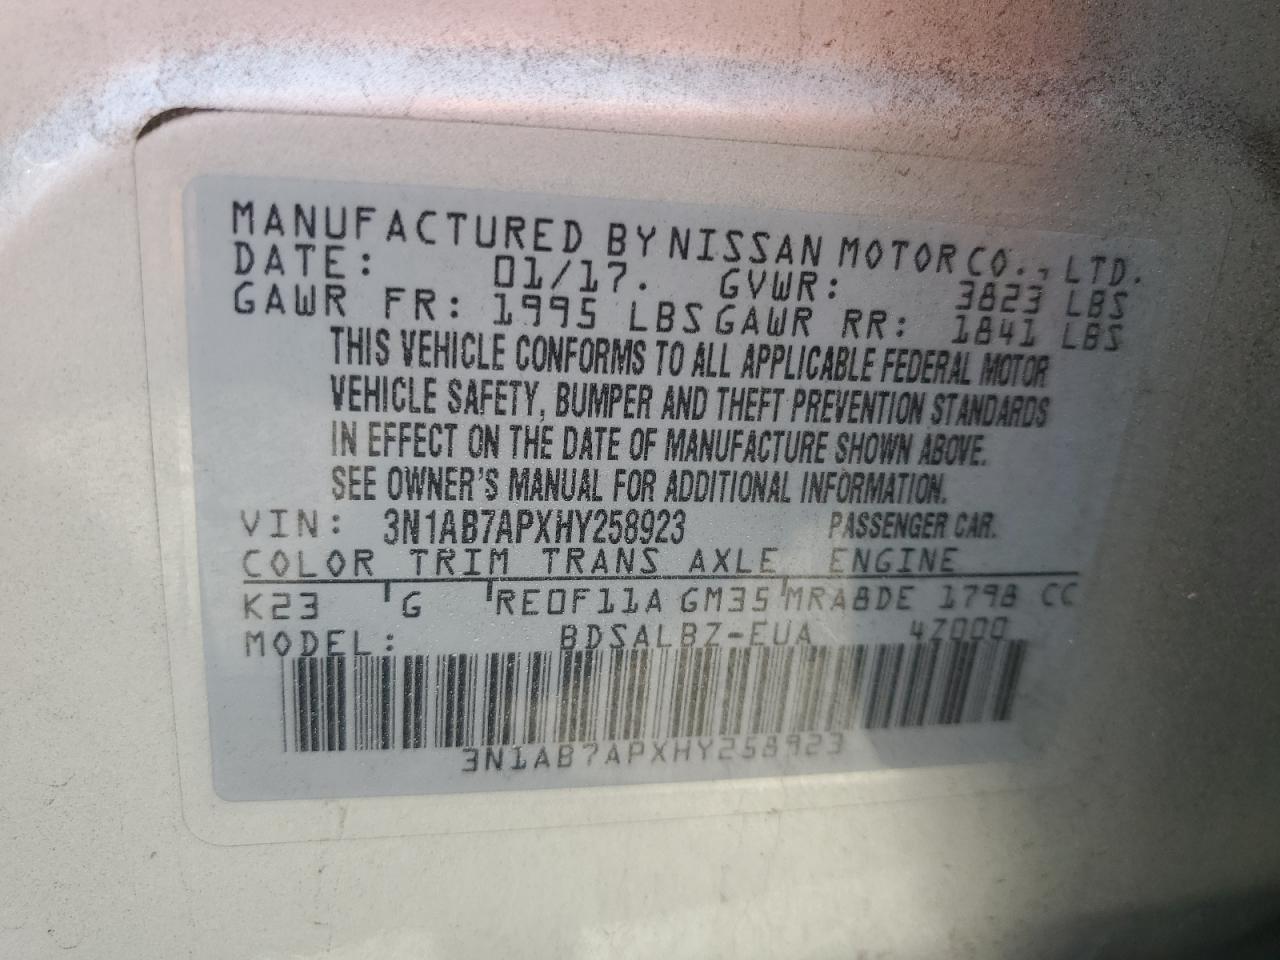 MANUFACTURED BY NISSAN MOTOR CO., LTD.
DATE: 01/17. GVWR: 3823 LBS
GAWR FR: 1995 LBS GAWR RR: 1841 LBS
THIS VEHICLE CONFORMS TO ALL APPLICABLE FEDERAL MOTOR
VEHICLE SAFETY, BUMPER AND THEFT PREVENTION STANDARDS
IN EFFECT ON THE DATE OF MANUFACTURE SHOWN ABOVE.
SEE OWNER'S MANUAL FOR ADDITIONAL INFORMATION.
VIN: 3N1AB7APXHY258923 PASSENGER CAR.
COLOR TRIM TRANS AXLE ENGINE
K23 G RE0F11A GM35 MRA8DE 1798 CC
MODEL: BDSALBZ-EUA 47000
3N1AB7APXHY258923